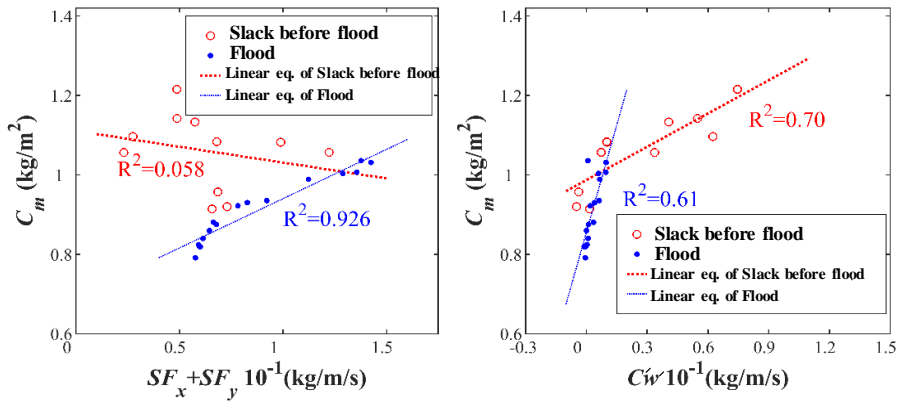 1.4
1.2
1
0.8
0.6
0
0.5
1
1.5
C_m (kg/m^2)
SF_x+SF_y 10^-1(kg/m/s)
Slack before flood
Flood
Linear eq. of Slack before flood
Linear eq. of Flood
R^2=0.058
R^2=0.926
1.4
1.2
1
0.8
0.6
-0.3
0
0.3
0.6
0.9
1.2
1.5
C_m (kg/m^2)
10^-1(kg/m/s)
R^2=0.70
R^2=0.61
Slack before flood
Flood
Linear eq. of Slack before flood
Linear eq. of Flood